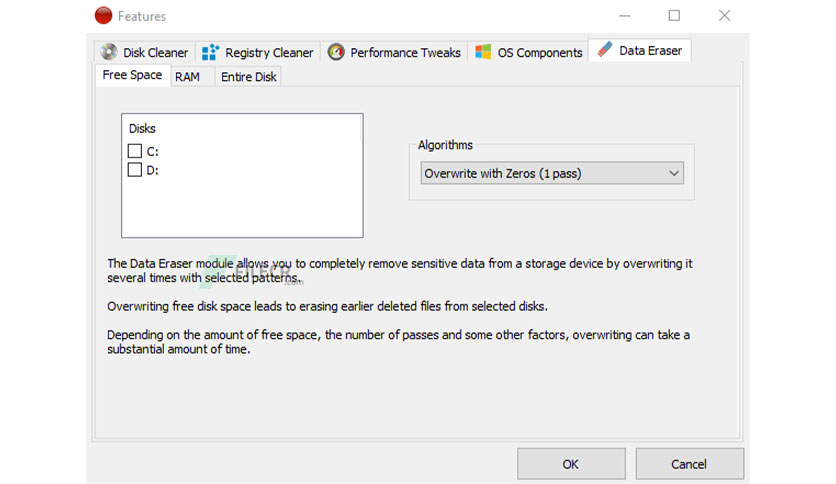 Features
Disk Cleaner Registry Cleaner Performance Tweaks OS Components Data Eraser
Free Space RAM Entire Disk
Disks
C:
D:
Algorithms
Overwrite with Zeros (1 pass)
The Data Eraser module allows you to completely remove sensitive data from a storage device by overwriting it
several times with selected patterns.
FILECR
.com
Overwriting free disk space leads to erasing earlier deleted files from selected disks.
Depending on the amount of free space, the number of passes and some other factors, overwriting can take a
substantial amount of time.
OK Cancel